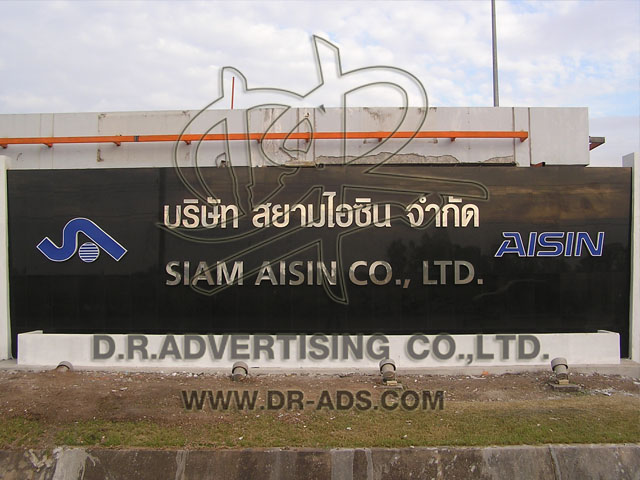 บริษัท สยามไอซิน จำกัด
AISIN
SIAM AISIN CO., LTD.
D.R.ADVERTISING CO.,LTD.
WWW.DR-ADS.COM